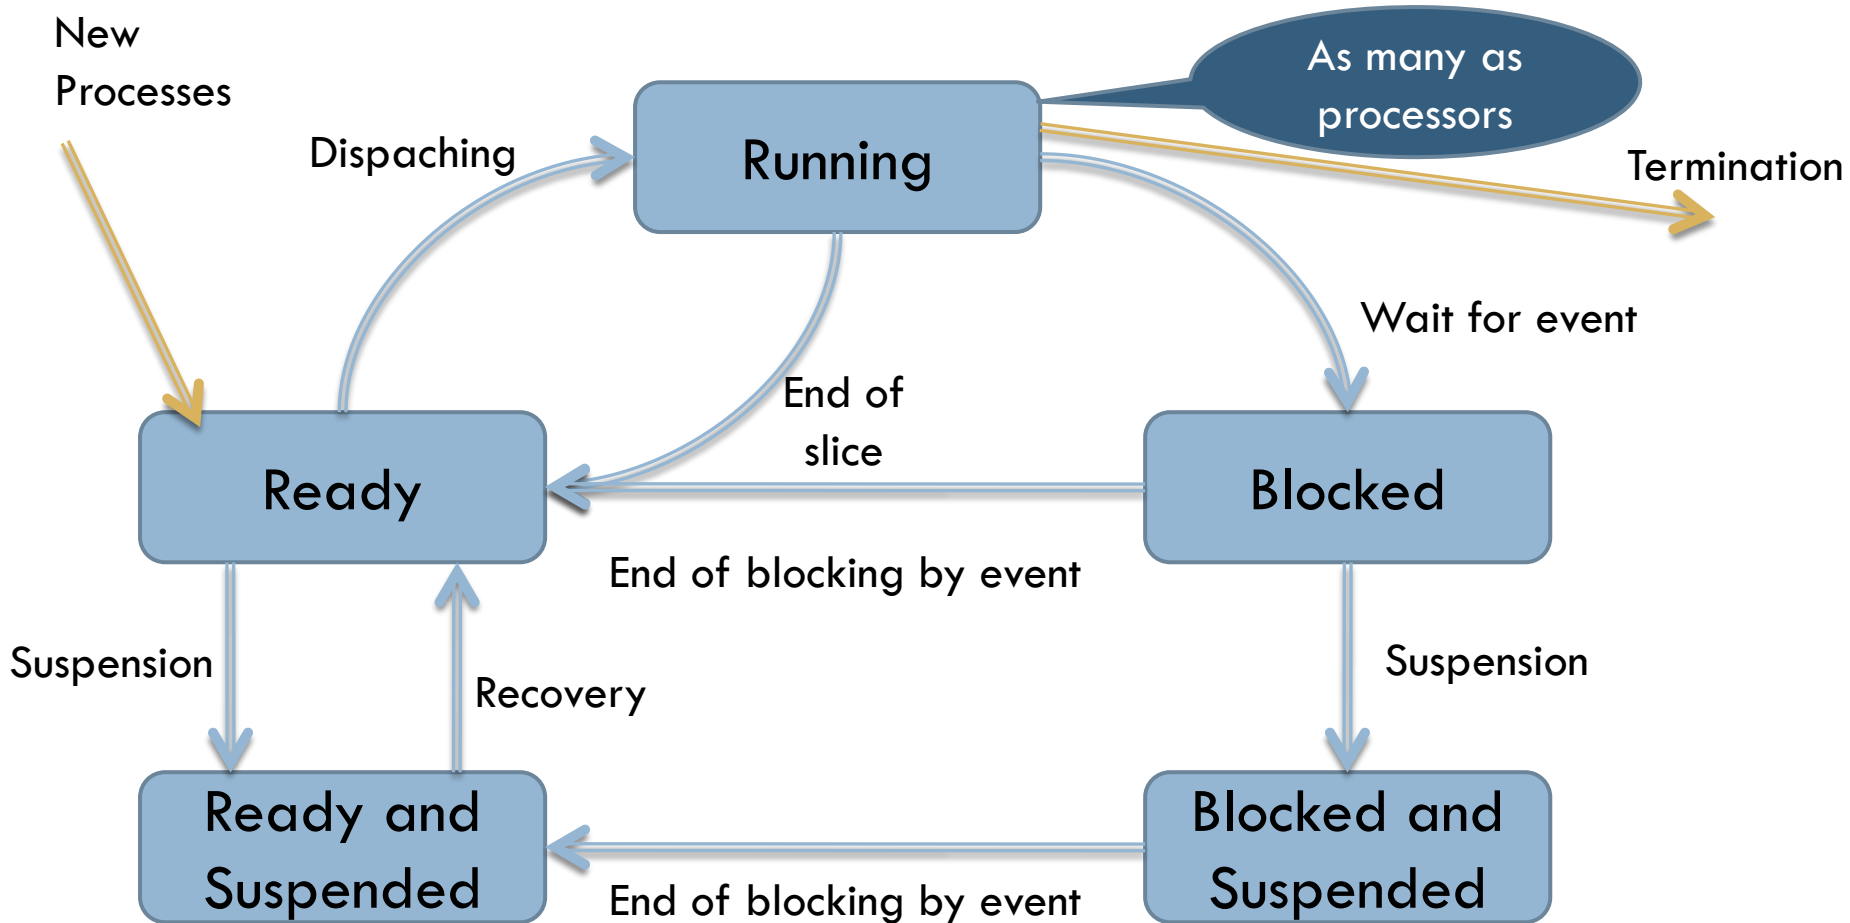 New
Processes
As many as
processors
Dispaching
Running
Termination
Wait for event
End of
slice
Ready
Blocked
End of blocking by event
Suspension
Recovery
Suspension
Ready and
Suspended
Blocked and
Suspended
End of blocking by event